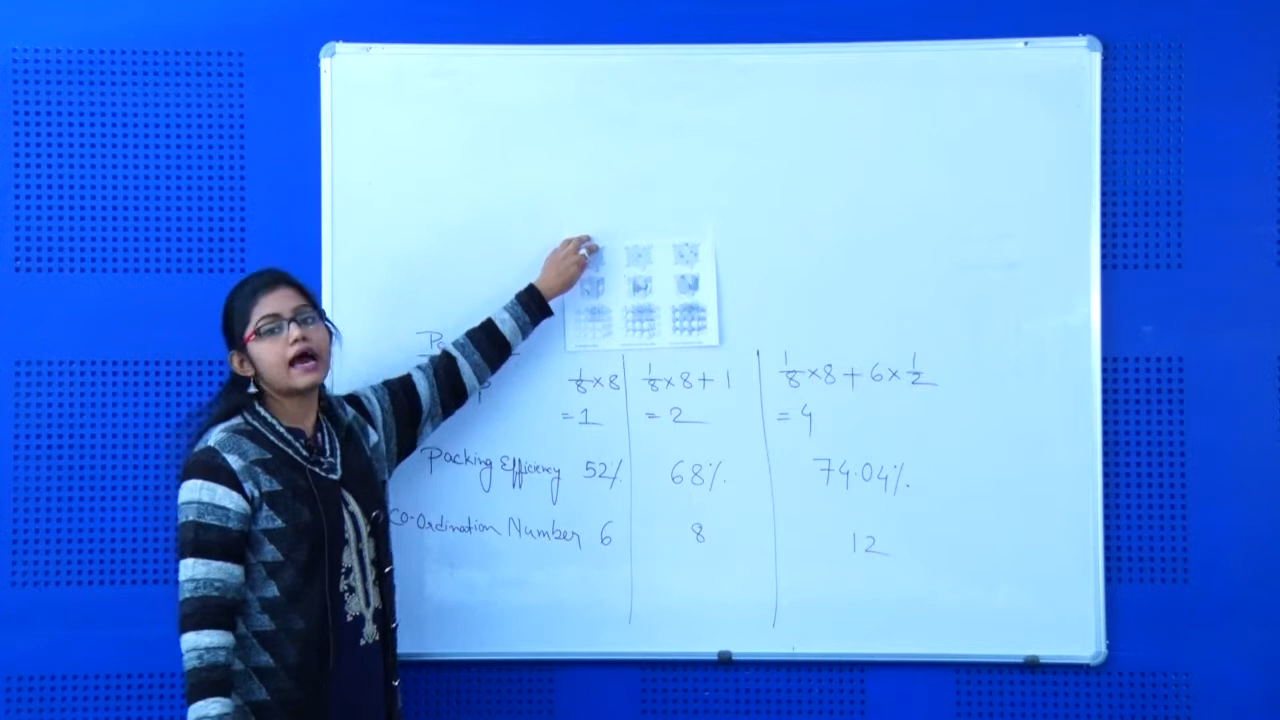 1/8×8 1/8×8+1 1/8×8+6×1/2
=1 =2 =4
Packing Efficiency 52% 68% 74.04%
Co-Ordination Number 6 8 12